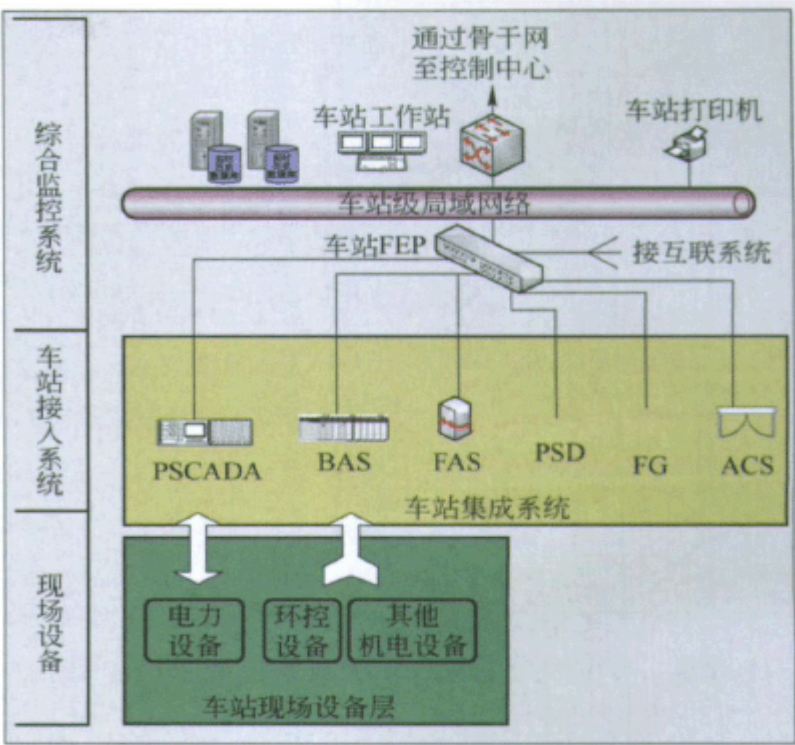 通过骨干网
至控制中心
车站工作站
车站打印机
综合监控系统
车站级局域网络
车站FEP
接互联系统
车站接入系统
PSCADA
BAS
FAS
PSD
FG
ACS
车站集成系统
现场设备
电力
设备
环控
设备
其他
机电设备
车站现场设备层